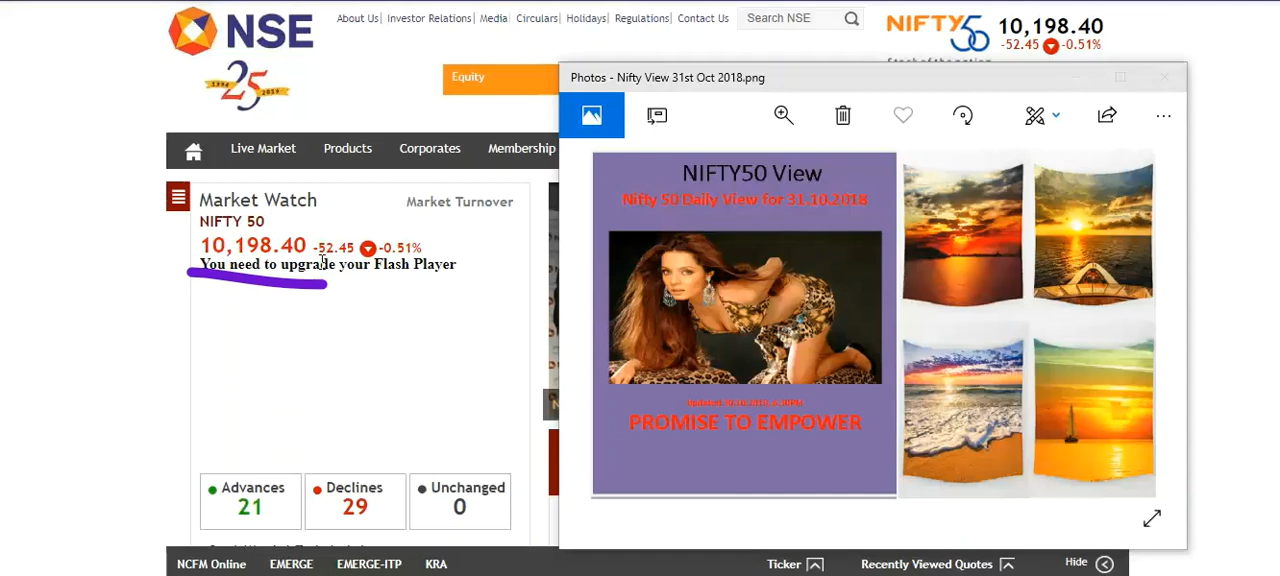 NSE
1994 25 2018
About Us| Investor Relations| Media| Circulars| Holidays| Regulations| Contact Us
Search NSE
NIFTY50
10,198.40
-52.45 -0.51%
Equity
Photos - Nifty View 31st Oct 2018.png
Live Market Products Corporates Membership
Market Watch
Market Turnover
NIFTY 50
10,198.40 -52.45 -0.51%
You need to upgrade your Flash Player
NIFTY50 View
Nifty 50 Daily View for 31.10.2018
PROMISE TO EMPOWER
Advances
21
Declines
29
Unchanged
0
NCFM Online EMERGE EMERGE-ITP KRA
Ticker Recently Viewed Quotes Hide